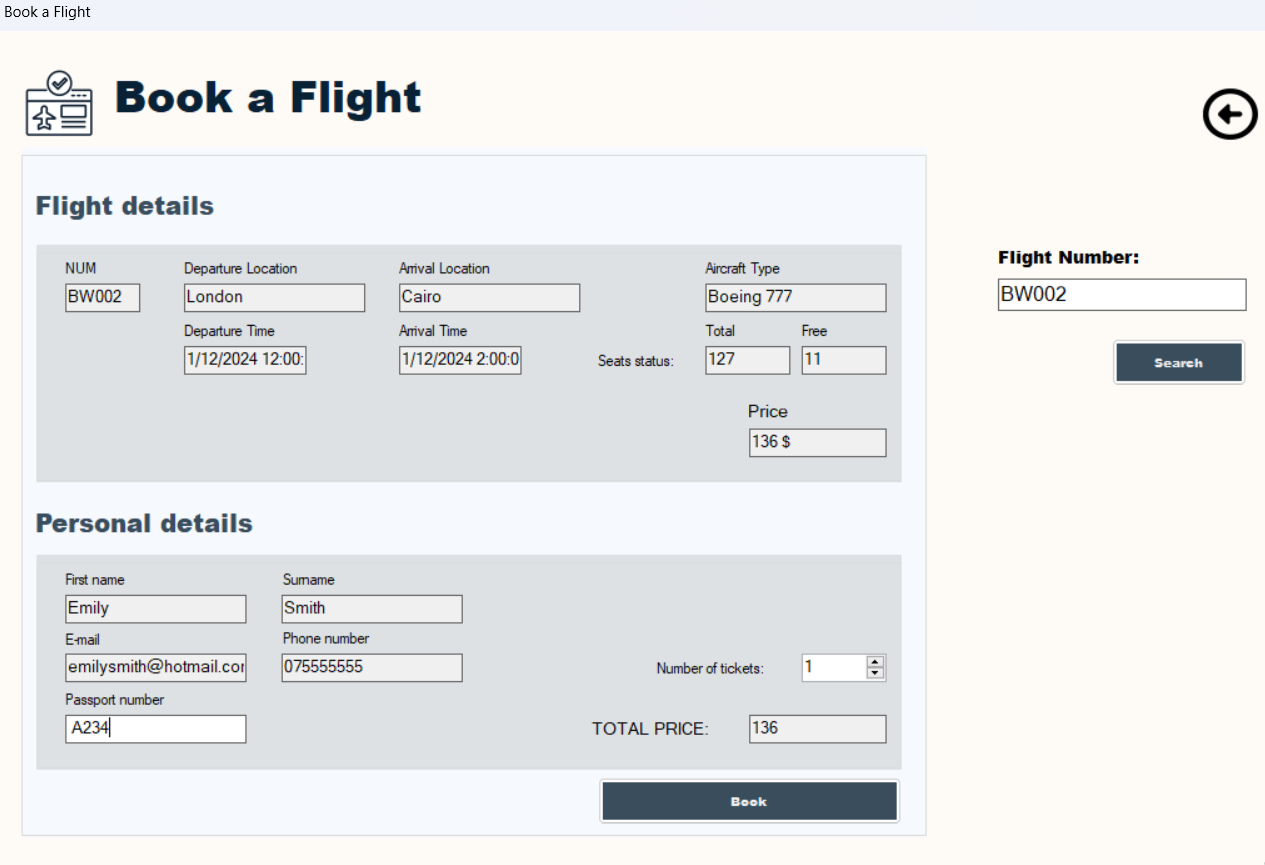 Book a Flight
Book a Flight
Flight details
NUM Departure Location Arrival Location Aircraft Type
BW002 London Cairo Boeing 777
Departure Time Arrival Time Total Free
1/12/2024 12:00: 1/12/2024 2:00:0 Seats status: 127 11
Price
136 $
Flight Number:
BW002
Search
Personal details
First name Surname
Emily Smith
E-mail Phone number
emilysmith@hotmail.cor 075555555 Number of tickets: 1
Passport number
A234 TOTAL PRICE: 136
Book